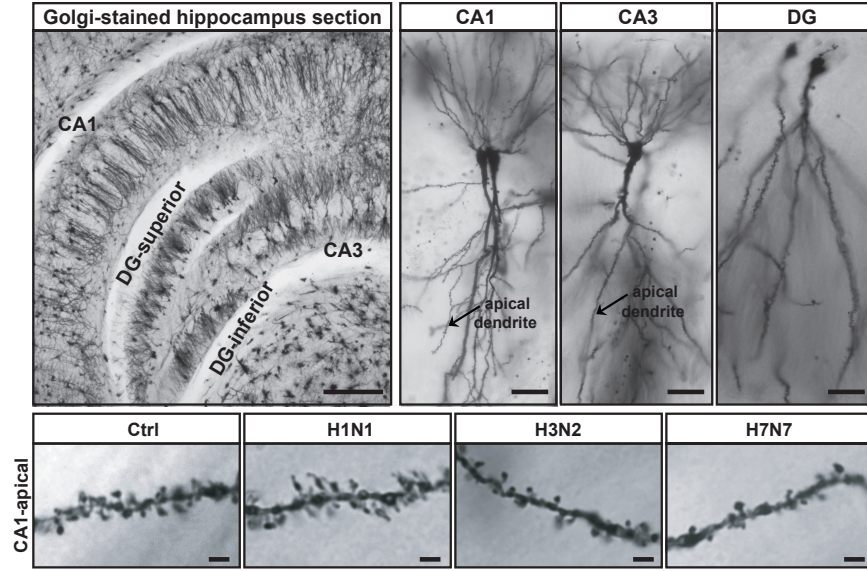 Golgi-stained hippocampus section
CA1
CA3
DG
CA1
DG-superior
CA3
DG-inferior
apical
dendrite
apical
dendrite
Ctrl
H1N1
H3N2
H7N7
CA1-apical